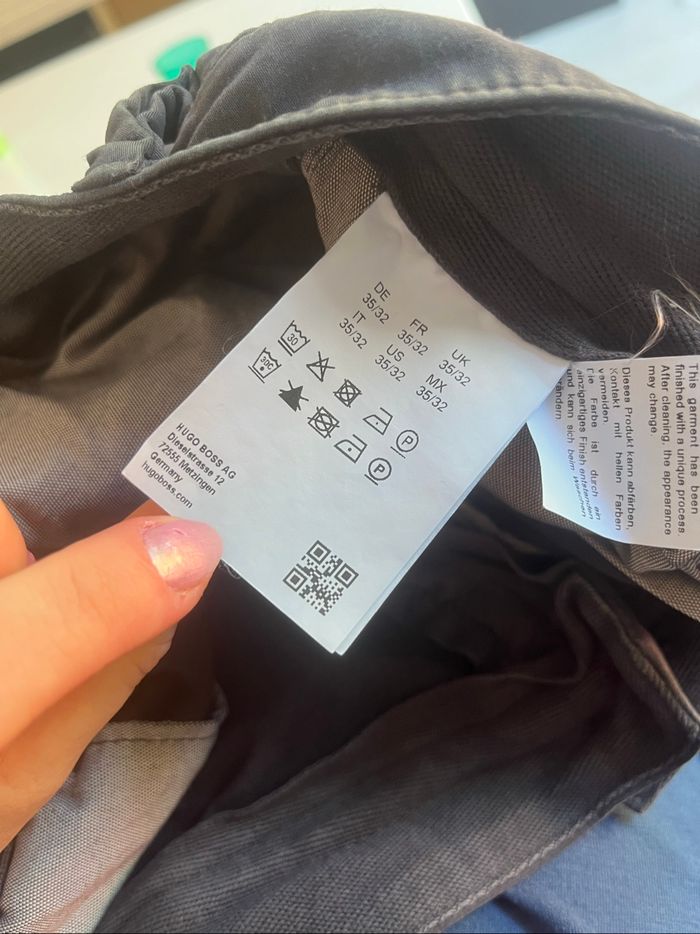 DE
35/32
FR
35/32
UK
35/32
IT
35/32
US
35/32
MX
35/32
30
30C
P
P
HUGO BOSS AG
Dieselstrasse 12
72555 Metzingen
Germany
hugoboss.com
This garment has been
finished with a unique process.
After cleaning, the appearance
may change.
Dieses Produkt kann abfärben,
Kontakt mit hellen Farben
vermeiden.
Die Farbe ist durch ein
einzigartiges Finish entstanden
und kann sich beim Waschen